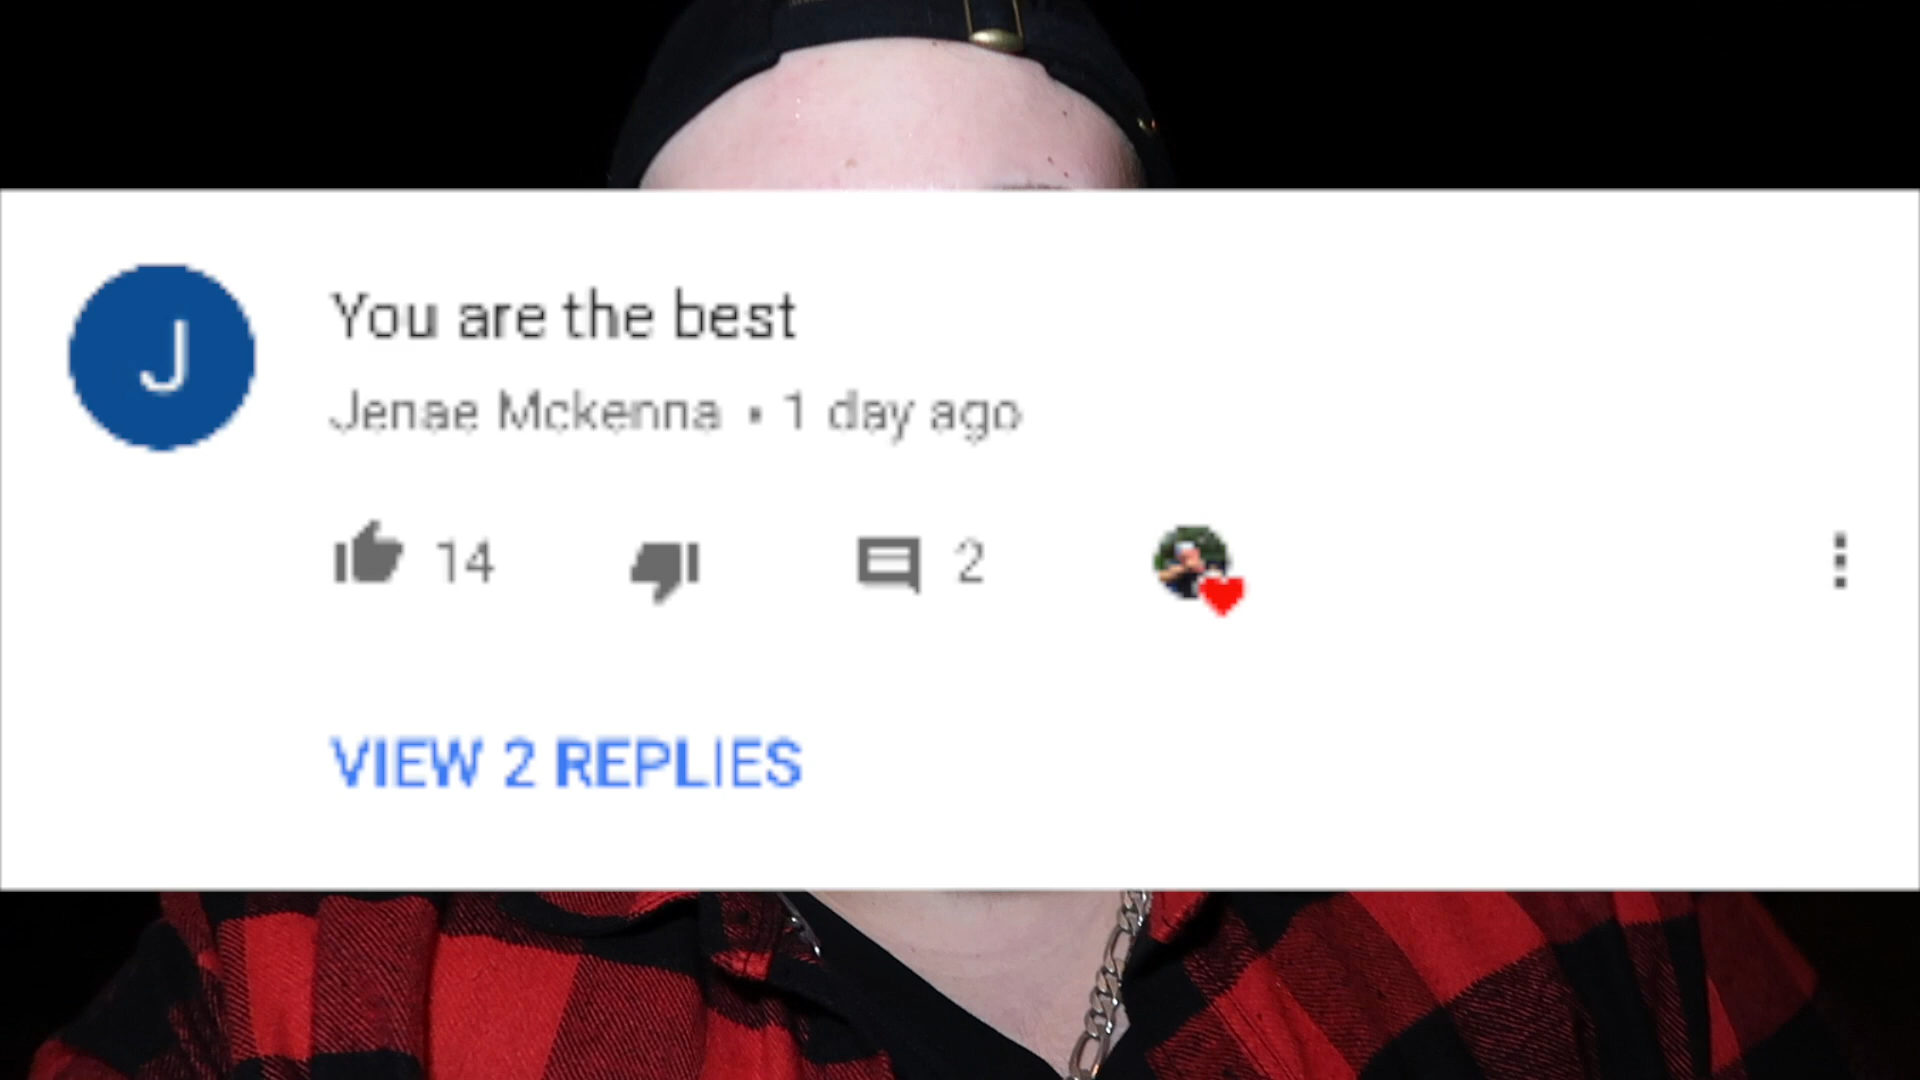 J
You are the best
Jenae Mckenna • 1 day ago
14 2
VIEW 2 REPLIES